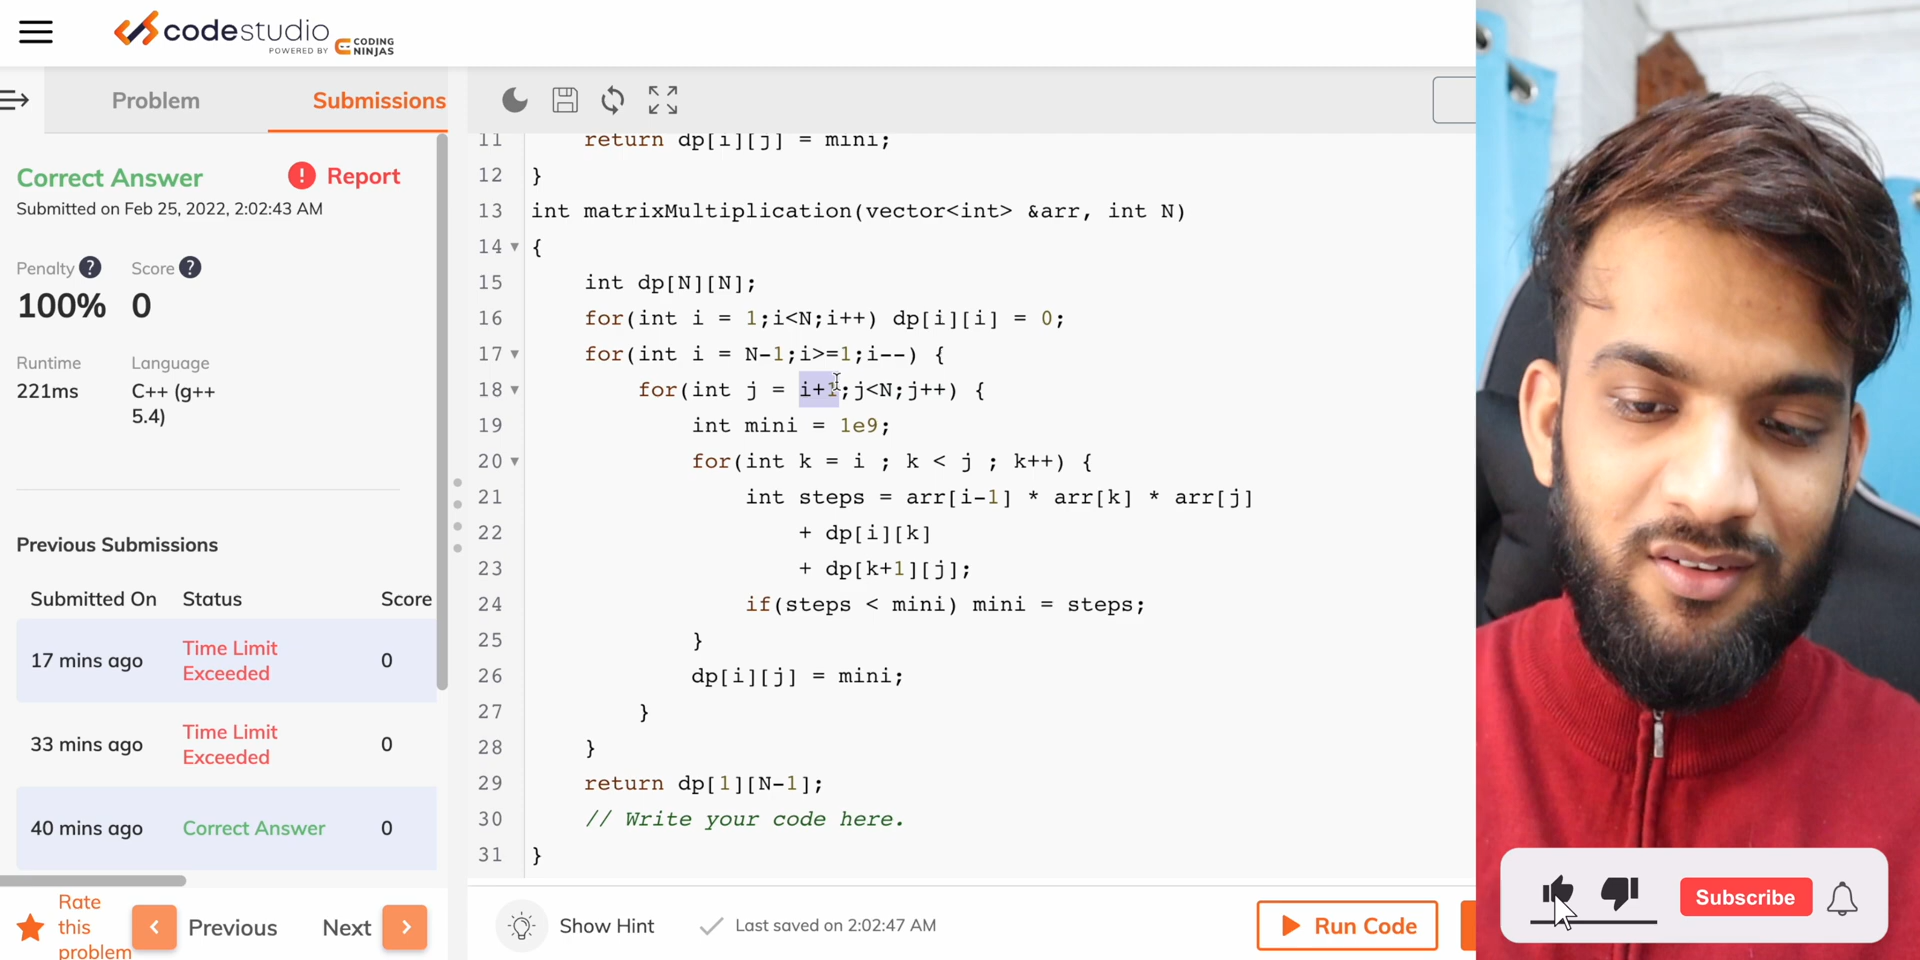 codestudio
POWERED BY CODING NINJAS
Problem
Submissions
Correct Answer
! Report
Submitted on Feb 25, 2022, 2:02:43 AM
Penalty ? Score ?
100% 0
Runtime Language
221ms C++ (g++ 5.4)
Previous Submissions
Submitted On Status Score
17 mins ago Time Limit Exceeded 0
33 mins ago Time Limit Exceeded 0
40 mins ago Correct Answer 0
Rate this problem
Previous Next
11 return dp[i][j] = mini;
12 }
13 int matrixMultiplication(vector<int> &arr, int N)
14 {
15 int dp[N][N];
16 for(int i = 1;i<N;i++) dp[i][i] = 0;
17 for(int i = N-1;i>=1;i--) {
18 for(int j = i+1;j<N;j++) {
19 int mini = 1e9;
20 for(int k = i ; k < j ; k++) {
21 int steps = arr[i-1] * arr[k] * arr[j]
22 + dp[i][k]
23 + dp[k+1][j];
24 if(steps < mini) mini = steps;
25 }
26 dp[i][j] = mini;
27 }
28 }
29 return dp[1][N-1];
30 // Write your code here.
31 }
Show Hint
Last saved on 2:02:47 AM
Run Code
Subscribe